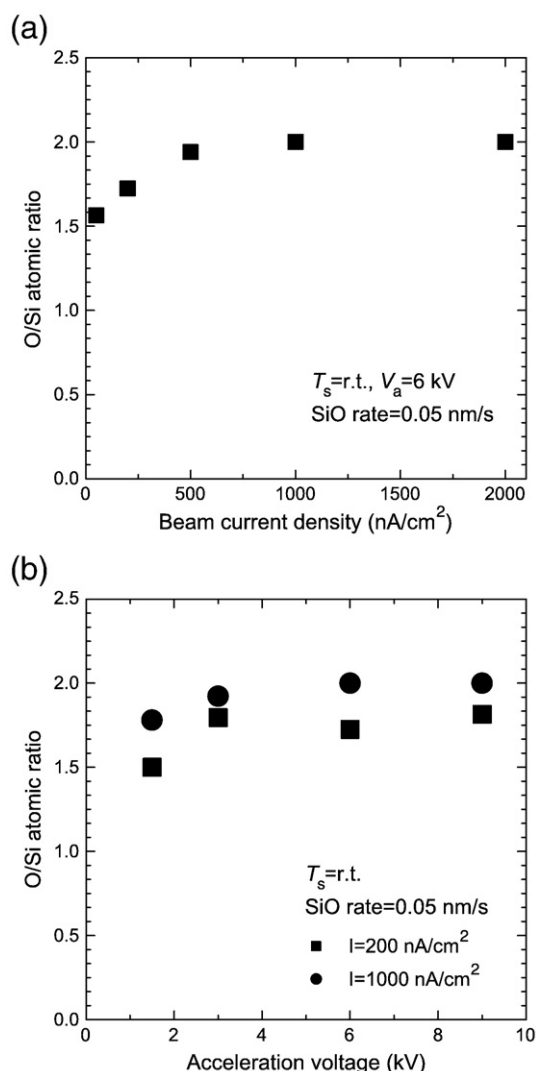 (a)
2.5
2.0
1.5
1.0
0.5
0.0
O/Si atomic ratio
Tₛ=r.t., Vₐ=6 kV
SiO rate=0.05 nm/s
0 500 1000 1500 2000
Beam current density (nA/cm²)
(b)
2.5
2.0
1.5
1.0
0.5
0.0
O/Si atomic ratio
Tₛ=r.t.
SiO rate=0.05 nm/s
I=200 nA/cm²
I=1000 nA/cm²
0 2 4 6 8 10
Acceleration voltage (kV)